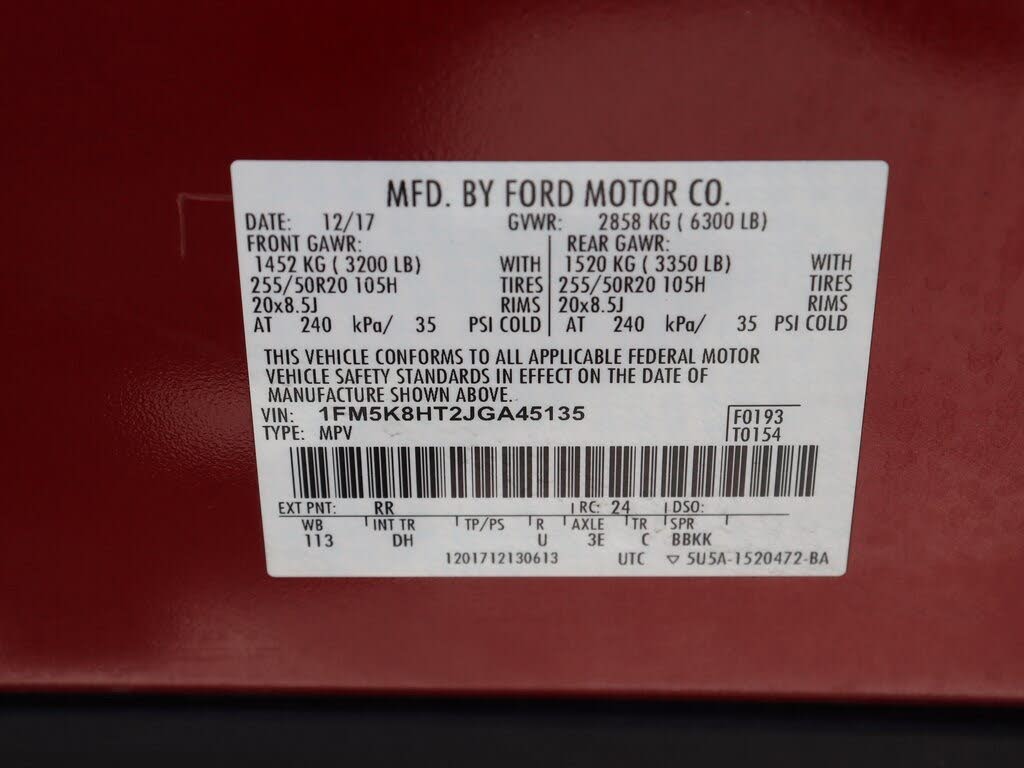 MFD. BY FORD MOTOR CO.
DATE: 12/17 GVWR: 2858 KG ( 6300 LB)
FRONT GAWR: REAR GAWR:
1452 KG ( 3200 LB) WITH 1520 KG ( 3350 LB) WITH
255/50R20 105H TIRES 255/50R20 105H TIRES
20x8.5J RIMS 20x8.5J RIMS
AT 240 kPa/ 35 PSI COLD AT 240 kPa/ 35 PSI COLD
THIS VEHICLE CONFORMS TO ALL APPLICABLE FEDERAL MOTOR
VEHICLE SAFETY STANDARDS IN EFFECT ON THE DATE OF
MANUFACTURE SHOWN ABOVE.
VIN: 1FM5K8HT2JGA45135 F0193
TYPE: MPV T0154
EXT PNT: RR RC: 24 DSO:
WB INT TR TP/PS R AXLE TR SPR
113 DH U 3E C BBKK
1201712130613 UTC ▽ 5U5A-1520472-BA